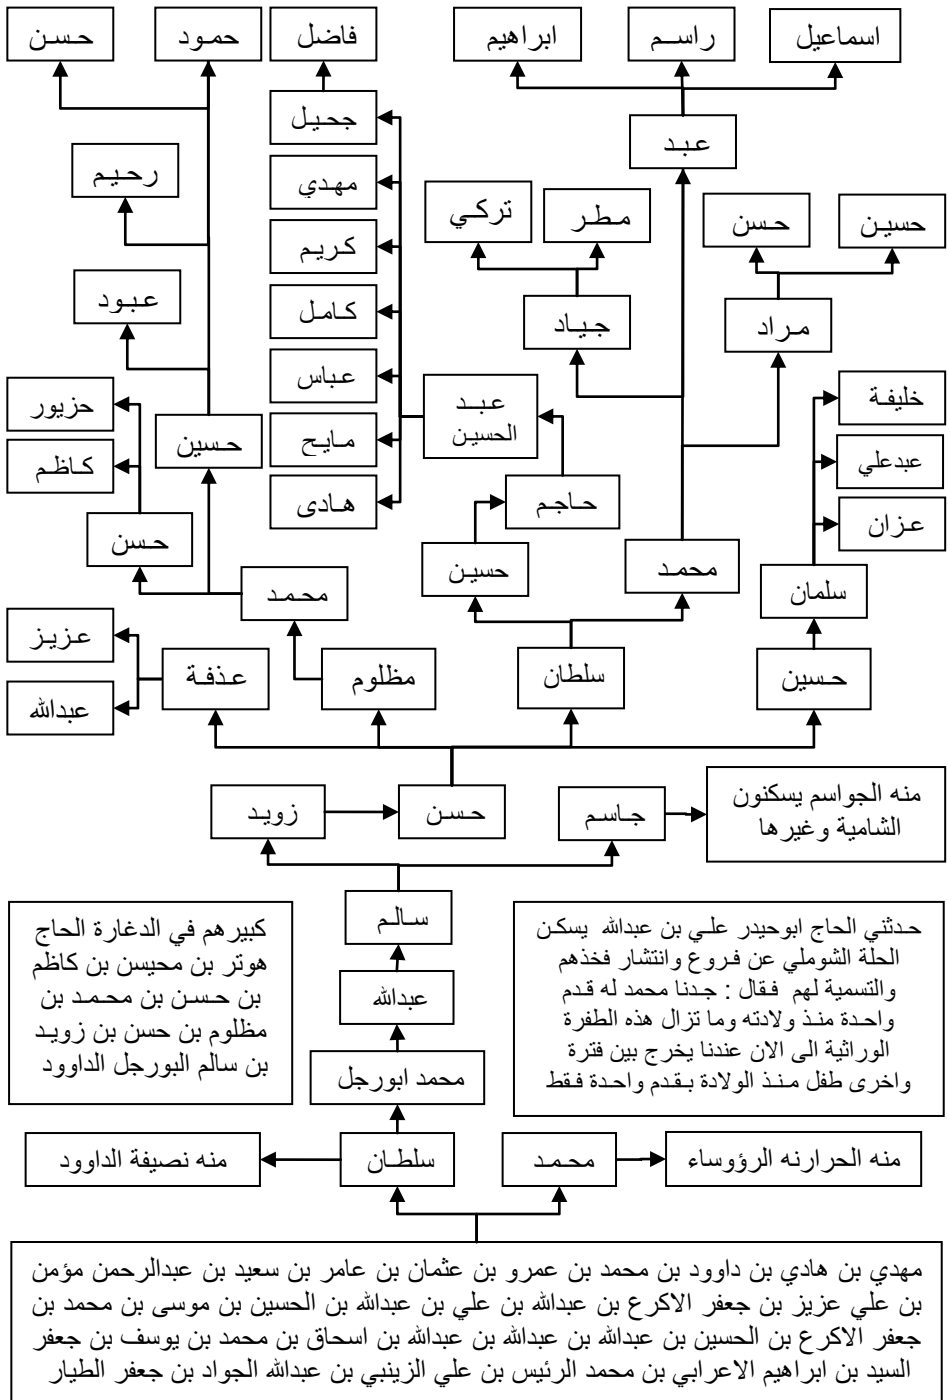 اسماعيل
راسم
ابراهيم
فاضل
حمود
حسن
عبد
جحيل
رحيم
مهدي
مطر
تركي
حسين
حسن
كريم
عبود
كامل
جياد
مراد
عباس
خليفة
عبد
الحسين
حزيور
حسين
مايح
كاظم
عبدعلي
هادى
حاجم
عزان
حسن
حسين
محمد
سلمان
محمد
عزيز
عذفة
مظلوم
سلطان
حسين
عبدالله
زويد
حسن
جاسم
منه الجواسم يسكنون
الشامية وغيرها
سالم
عبدالله
محمد ابورجل
حدثني الحاج ابوحيدر علي بن عبدالله يسكن
الحلة الشوملي عن فروع وانتشار فخذهم
والتسمية لهم فقال : جدنا محمد له قدم
واحدة منذ ولادته وما تزال هذه الطفرة
الوراثية الى الان عندنا يخرج بين فترة
واخرى طفل منذ الولادة بقدم واحدة فقط
كبيرهم في الدغارة الحاج
هوتر بن محيسن بن كاظم
بن حسن بن محمد بن
مظلوم بن حسن بن زويد
بن سالم البورجل الداوود
منه الحرارنه الرؤوساء
محمد
سلطان
منه نصيفة الداوود
مهدي بن هادي بن داوود بن محمد بن عمرو بن عثمان بن عامر بن سعيد بن عبدالرحمن مؤمن
بن علي عزيز بن جعفر الاكرع بن عبدالله بن علي بن عبدالله بن الحسين بن موسى بن محمد بن
جعفر الاكرع بن الحسين بن عبدالله بن عبدالله بن عبدالله بن اسحاق بن محمد بن يوسف بن جعفر
السيد بن ابراهيم الاعرابي بن محمد الرئيس بن علي الزينبي بن عبدالله الجواد بن جعفر الطيار